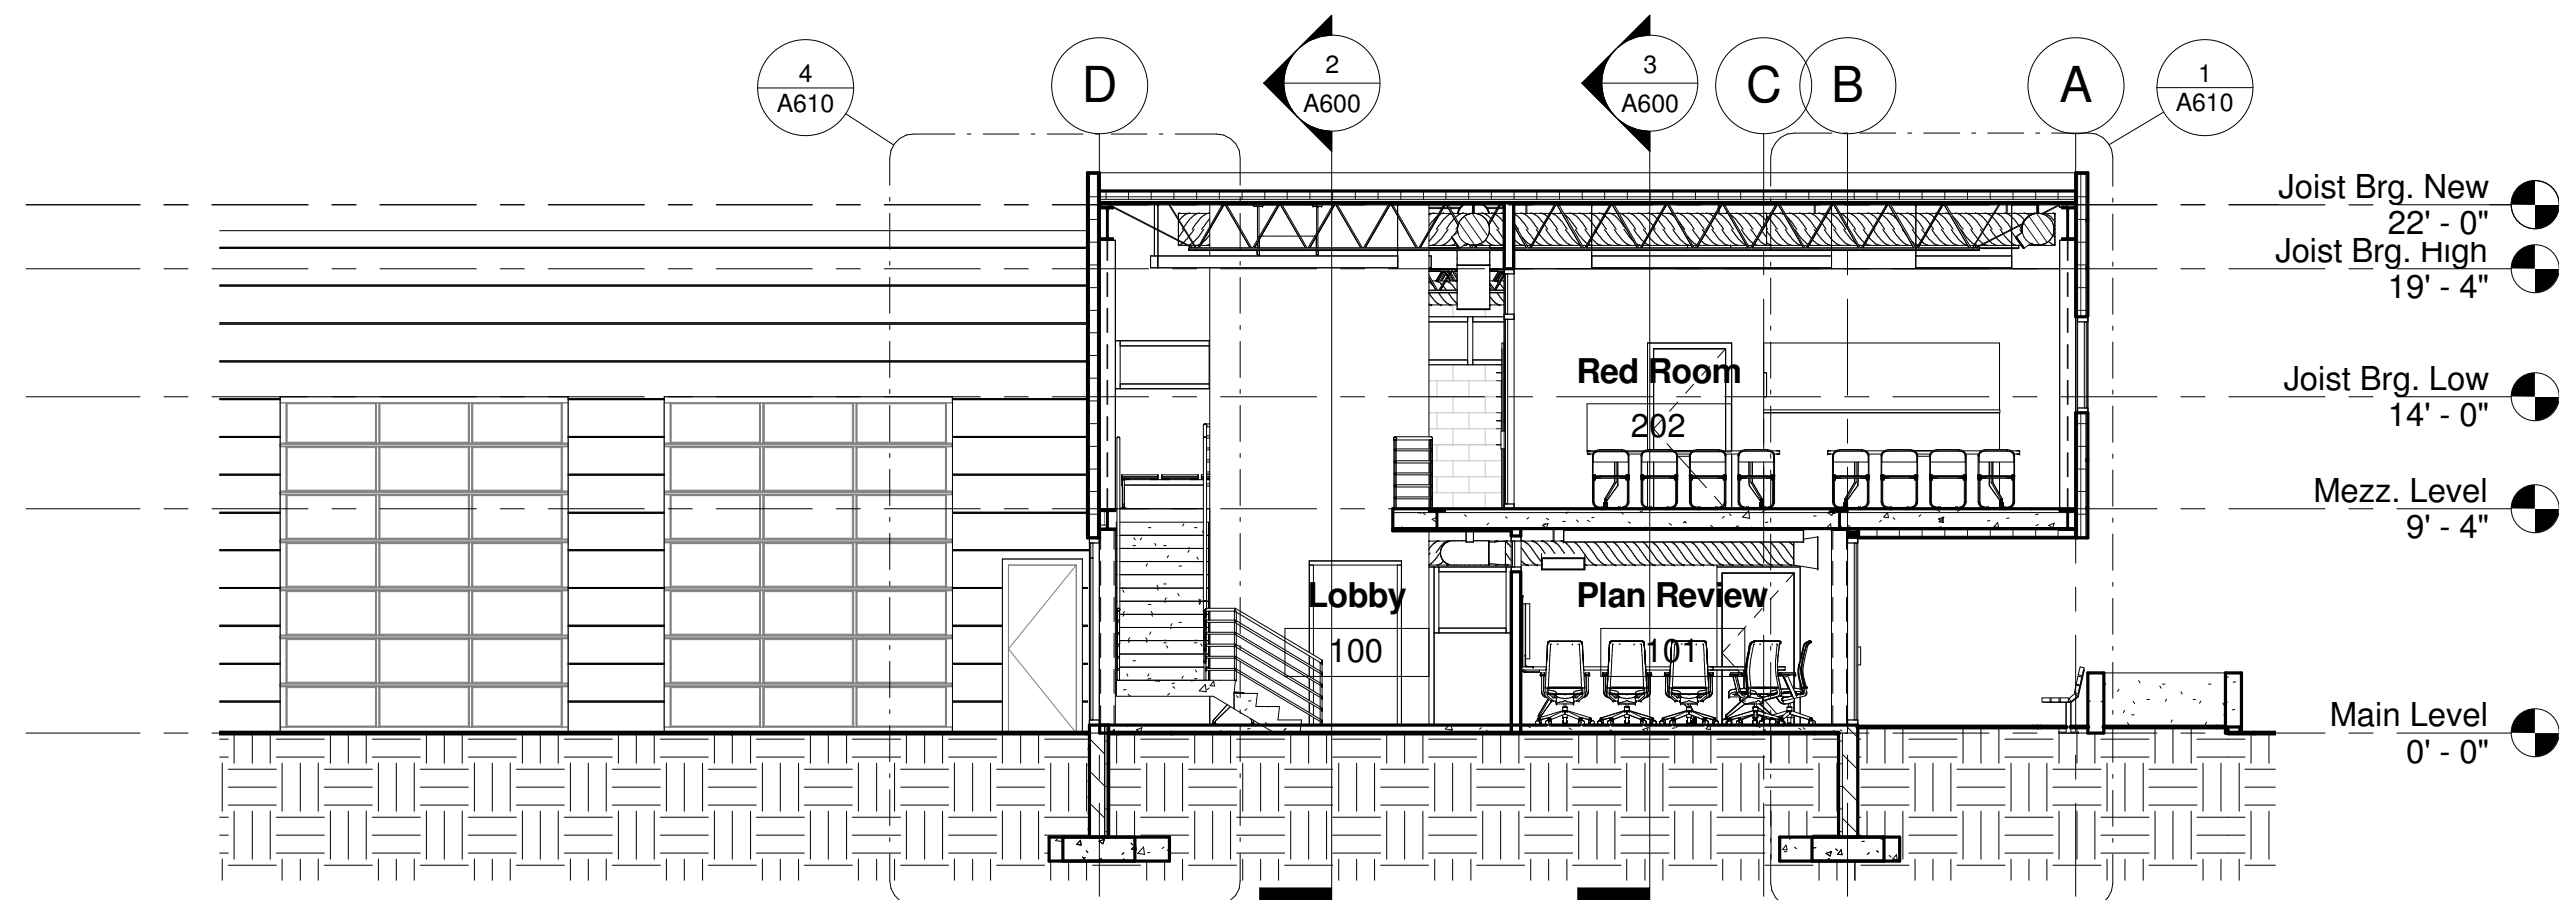 4
A610
D
2
A600
3
A600
C
B
A
1
A610
Joist Brg. New
22' - 0"
Joist Brg. High
19' - 4"
Red Room
202
Joist Brg. Low
14' - 0"
Mezz. Level
9' - 4"
Lobby
100
Plan Review
101
Main Level
0' - 0"